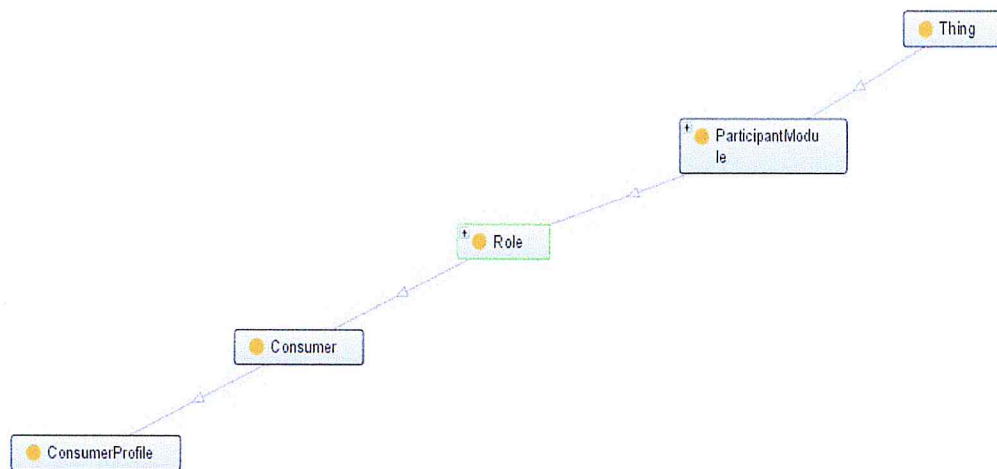 Thing
ParticipantModu
le
Role
Consumer
ConsumerProfile